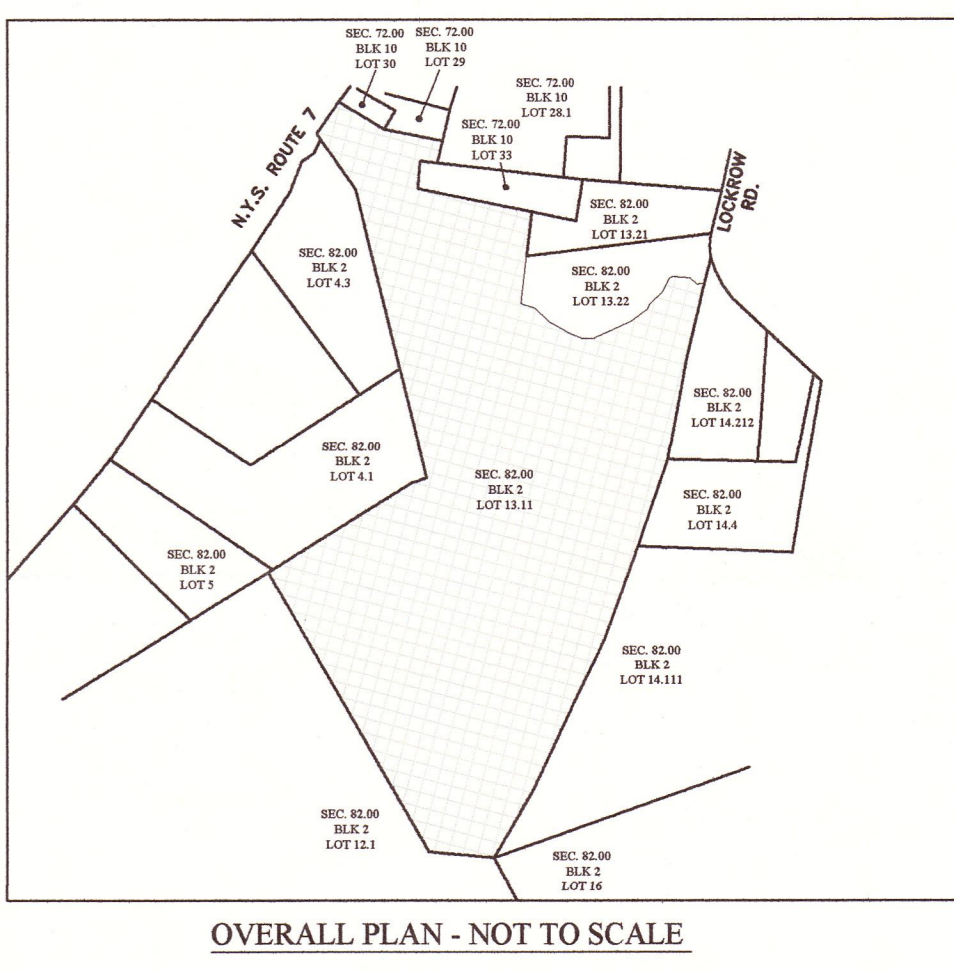 SEC. 72.00
BLK 10
LOT 30
SEC. 72.00
BLK 10
LOT 29
SEC. 72.00
BLK 10
LOT 28.1
SEC. 72.00
BLK 10
LOT 33
N.Y.S. ROUTE 7
LOCKROW
RD.
SEC. 82.00
BLK 2
LOT 13.21
SEC. 82.00
BLK 2
LOT 4.3
SEC. 82.00
BLK 2
LOT 13.22
SEC. 82.00
BLK 2
LOT 14.212
SEC. 82.00
BLK 2
LOT 4.1
SEC. 82.00
BLK 2
LOT 13.11
SEC. 82.00
BLK 2
LOT 14.4
SEC. 82.00
BLK 2
LOT 5
SEC. 82.00
BLK 2
LOT 14.111
SEC. 82.00
BLK 2
LOT 12.1
SEC. 82.00
BLK 2
LOT 16
OVERALL PLAN - NOT TO SCALE